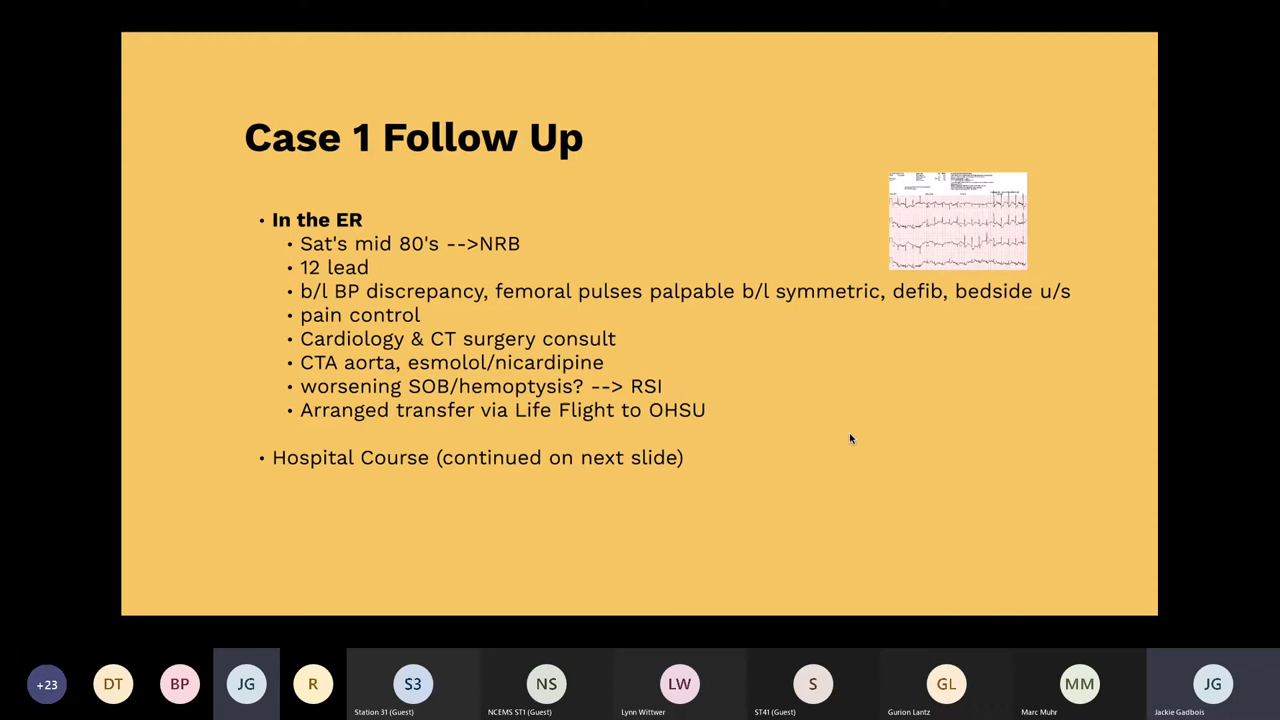 Case 1 Follow Up
• In the ER
• Sat's mid 80's -->NRB
• 12 lead
• b/l BP discrepancy, femoral pulses palpable b/l symmetric, defib, bedside u/s
• pain control
• Cardiology & CT surgery consult
• CTA aorta, esmolol/nicardipine
• worsening SOB/hemoptysis? --> RSI
• Arranged transfer via Life Flight to OHSU
• Hospital Course (continued on next slide)
+23
DT
BP
JG
R
S3
NS
LW
S
GL
MM
JG
Station 31 (Guest)
NCEMS ST1 (Guest)
Lynn Wittwer
ST41 (Guest)
Gurion Lantz
Marc Muhr
Jackie Gadbois